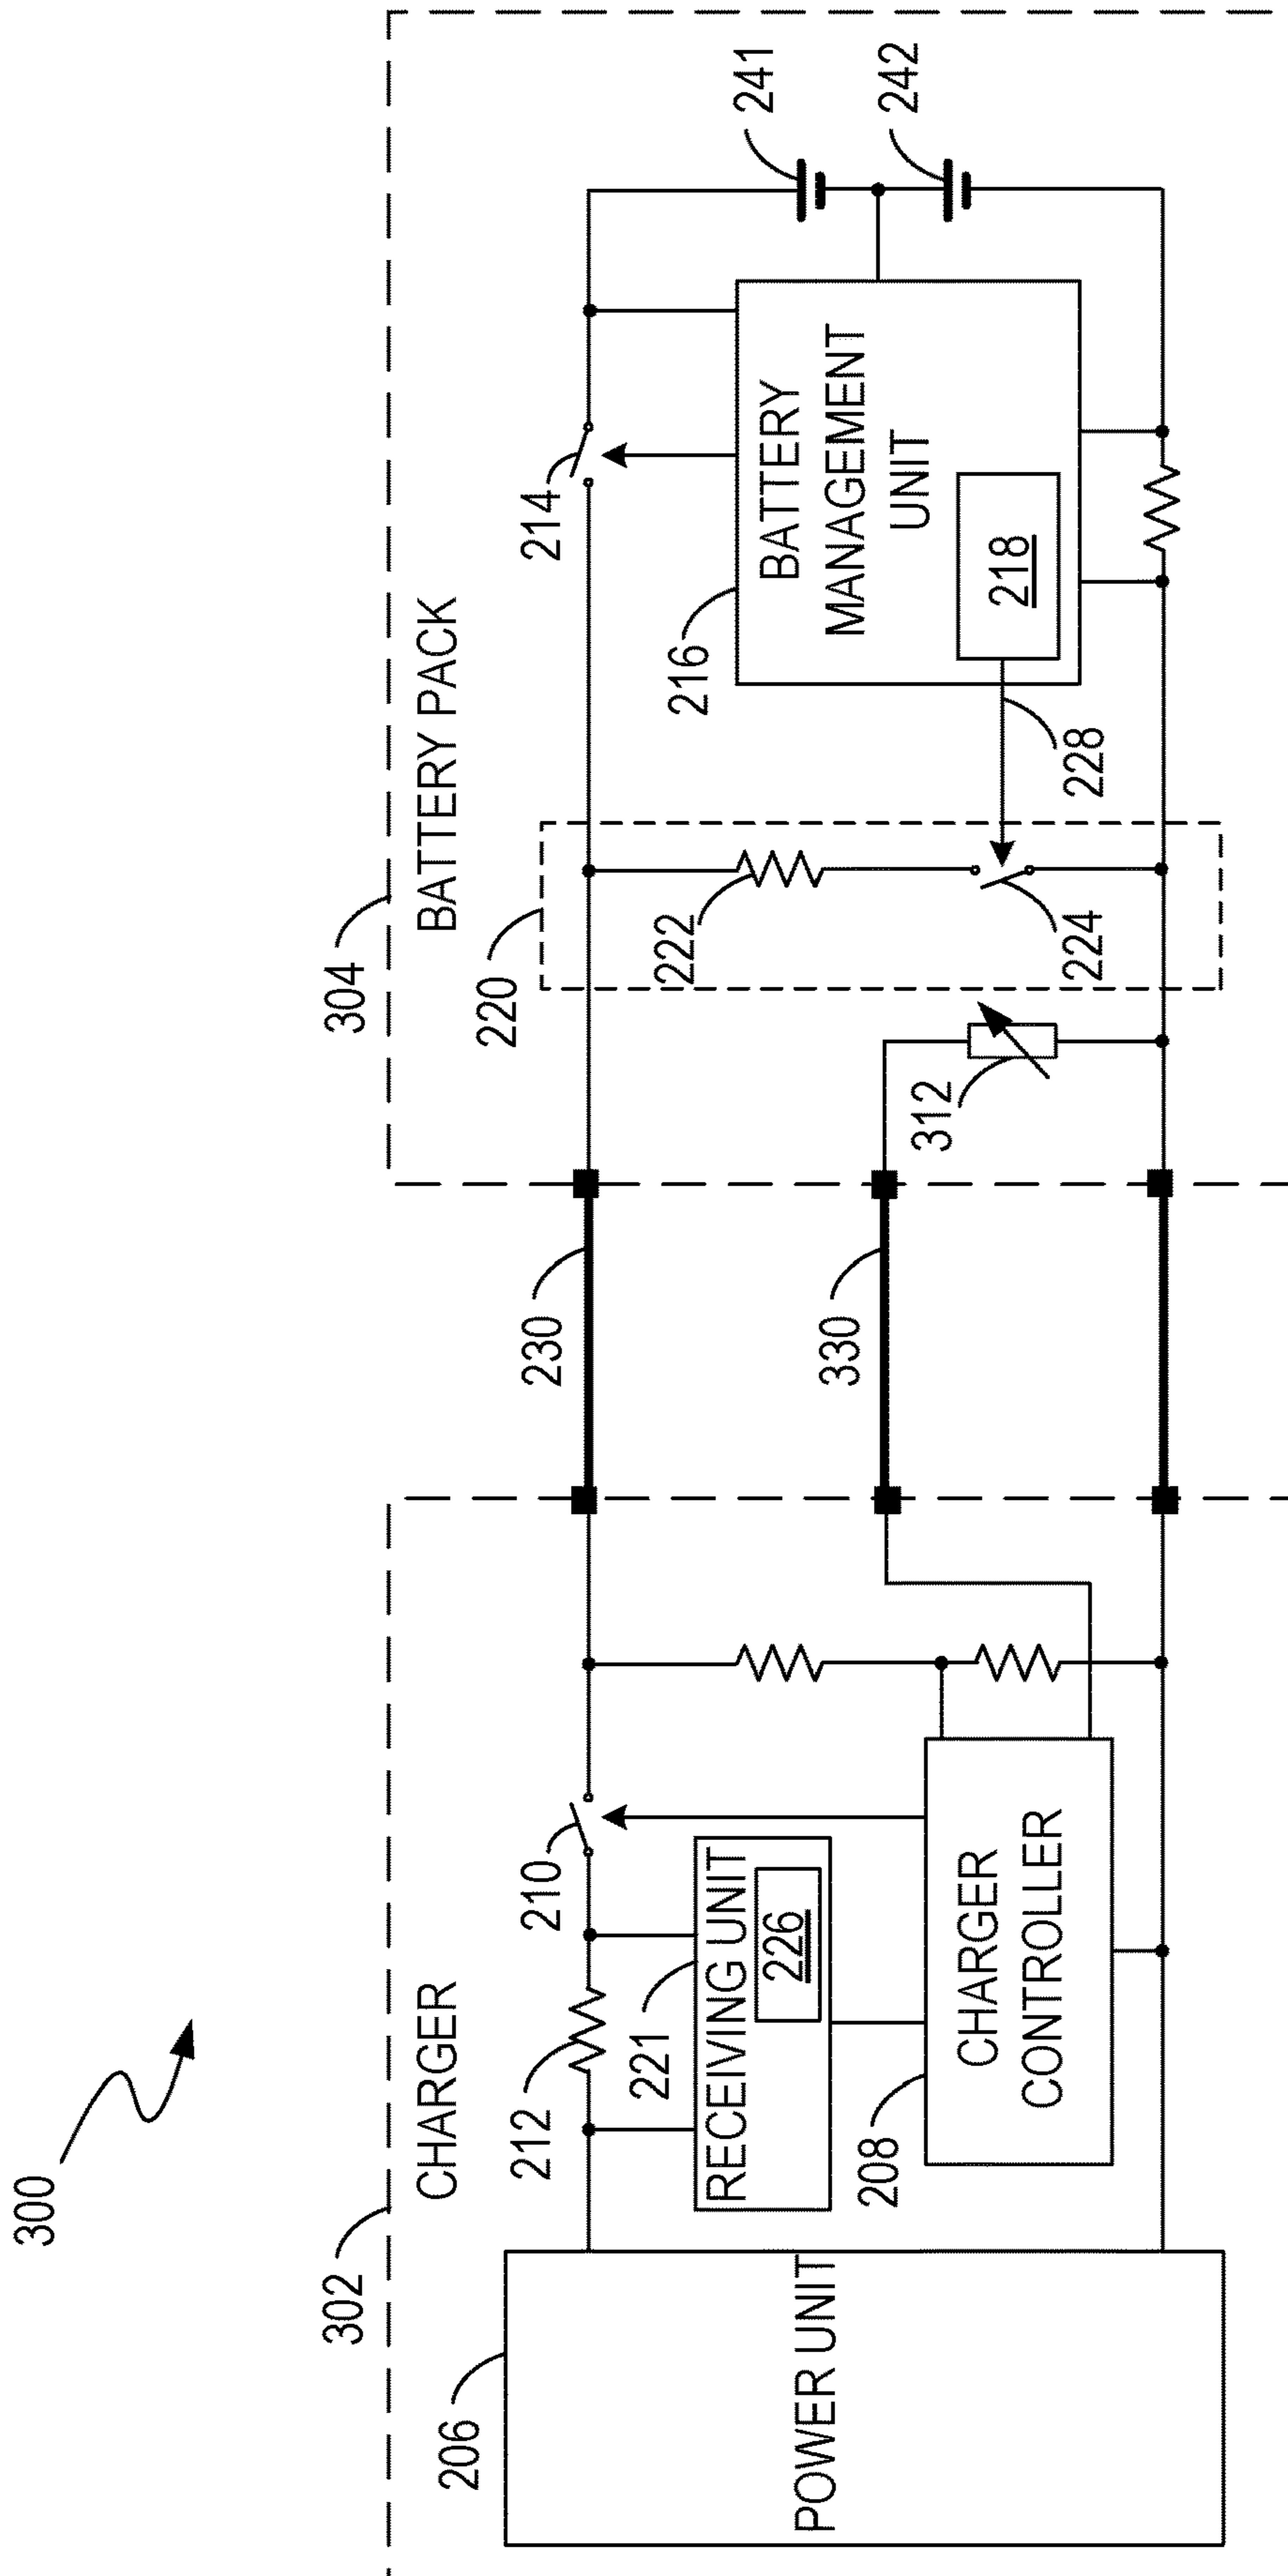 300
302
CHARGER
304
BATTERY PACK
206
POWER UNIT
212
210
221
RECEIVING UNIT
226
208
CHARGER
CONTROLLER
230
330
220
222
224
312
228
214
216
BATTERY
MANAGEMENT
UNIT
218
241
242